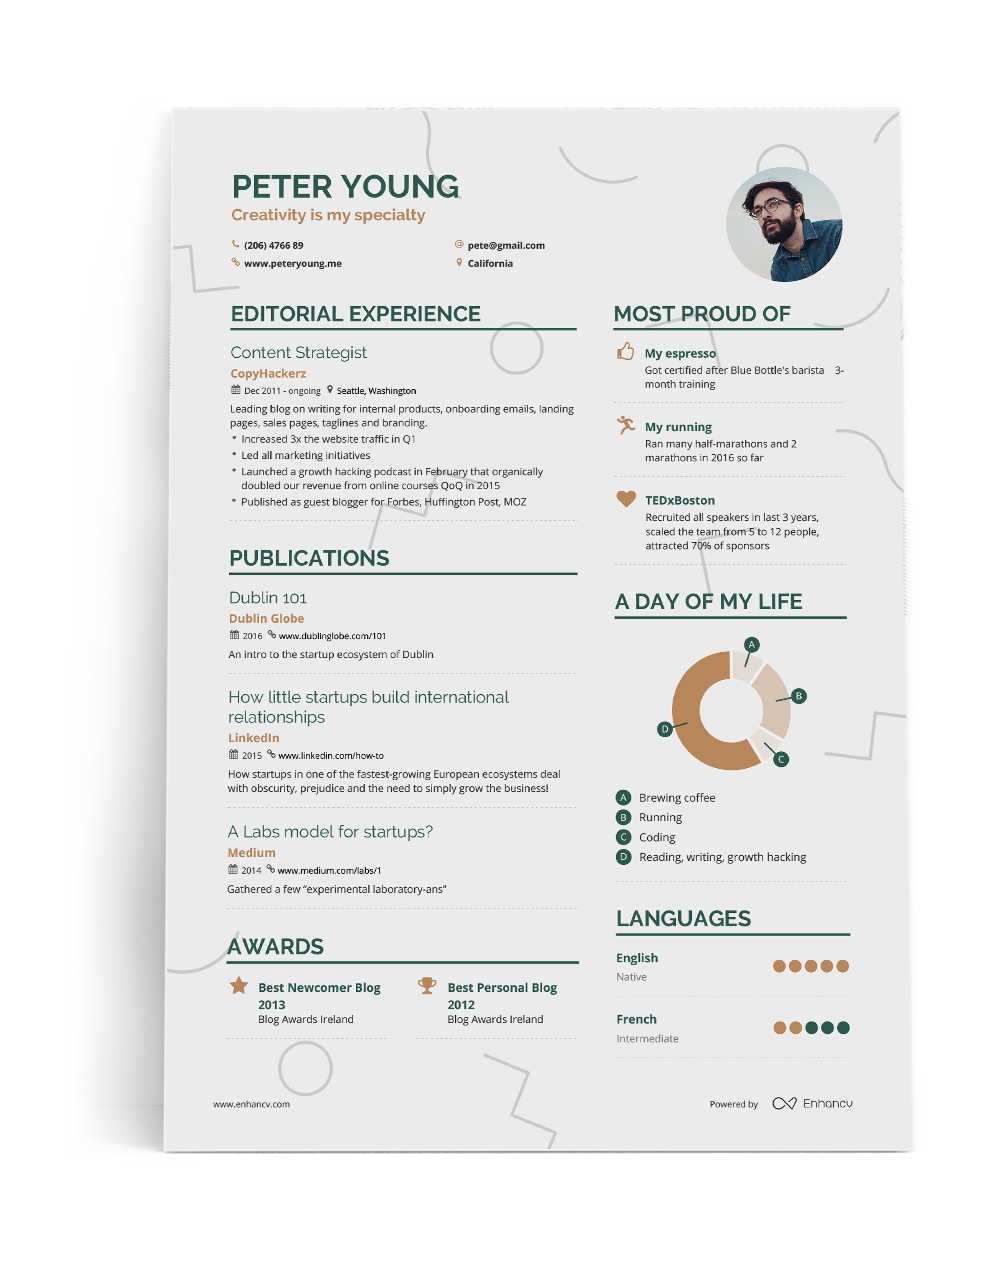 PETER YOUNG
Creativity is my specialty
(206) 4766 89
@ pete@gmail.com
www.peteryoung.me
California
EDITORIAL EXPERIENCE
Content Strategist
CopyHackerz
Dec 2011 - ongoing Seattle, Washington
Leading blog on writing for internal products, onboarding emails, landing
pages, sales pages, taglines and branding.
• Increased 3x the website traffic in Q1
• Led all marketing initiatives
• Launched a growth hacking podcast in February that organically
doubled our revenue from online courses QoQ in 2015
• Published as guest blogger for Forbes, Huffington Post, MOZ
PUBLICATIONS
Dublin 101
Dublin Globe
2016 www.dublinglobe.com/101
An intro to the startup ecosystem of Dublin
How little startups build international
relationships
LinkedIn
2015 www.linkedin.com/how-to
How startups in one of the fastest-growing European ecosystems deal
with obscurity, prejudice and the need to simply grow the business!
A Labs model for startups?
Medium
2014 www.medium.com/labs/1
Gathered a few “experimental laboratory-ans”
AWARDS
Best Newcomer Blog
2013
Blog Awards Ireland
Best Personal Blog
2012
Blog Awards Ireland
MOST PROUD OF
My espresso
Got certified after Blue Bottle's barista 3-
month training
My running
Ran many half-marathons and 2
marathons in 2016 so far
TEDxBoston
Recruited all speakers in last 3 years,
scaled the team from 5 to 12 people,
attracted 70% of sponsors
A DAY OF MY LIFE
A
B
D
C
A Brewing coffee
B Running
C Coding
D Reading, writing, growth hacking
LANGUAGES
English
Native
French
Intermediate
www.enhancv.com
Powered by Enhancv